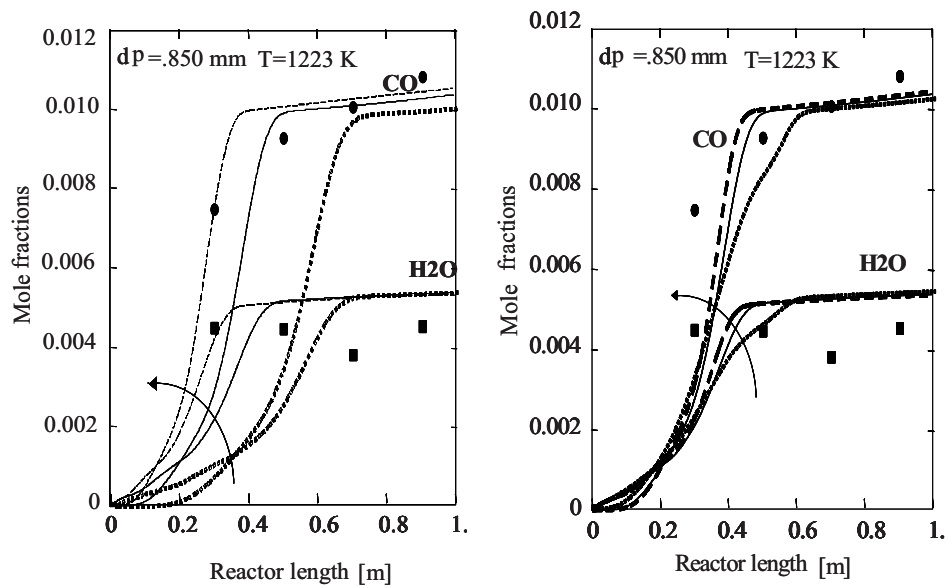 0.012
dp=.850 mm T=1223 K
CO
0.010
0.008
0.006
H2O
0.004
0.002
0
0 0.2 0.4 0.6 0.8 1.
Mole fractions
Reactor length [m]
0.012
dp=.850 mm T=1223 K
0.010
CO
0.008
0.006
H2O
0.004
0.002
0
0 0.2 0.4 0.6 0.8 1.
Mole fractions
Reactor length [m]